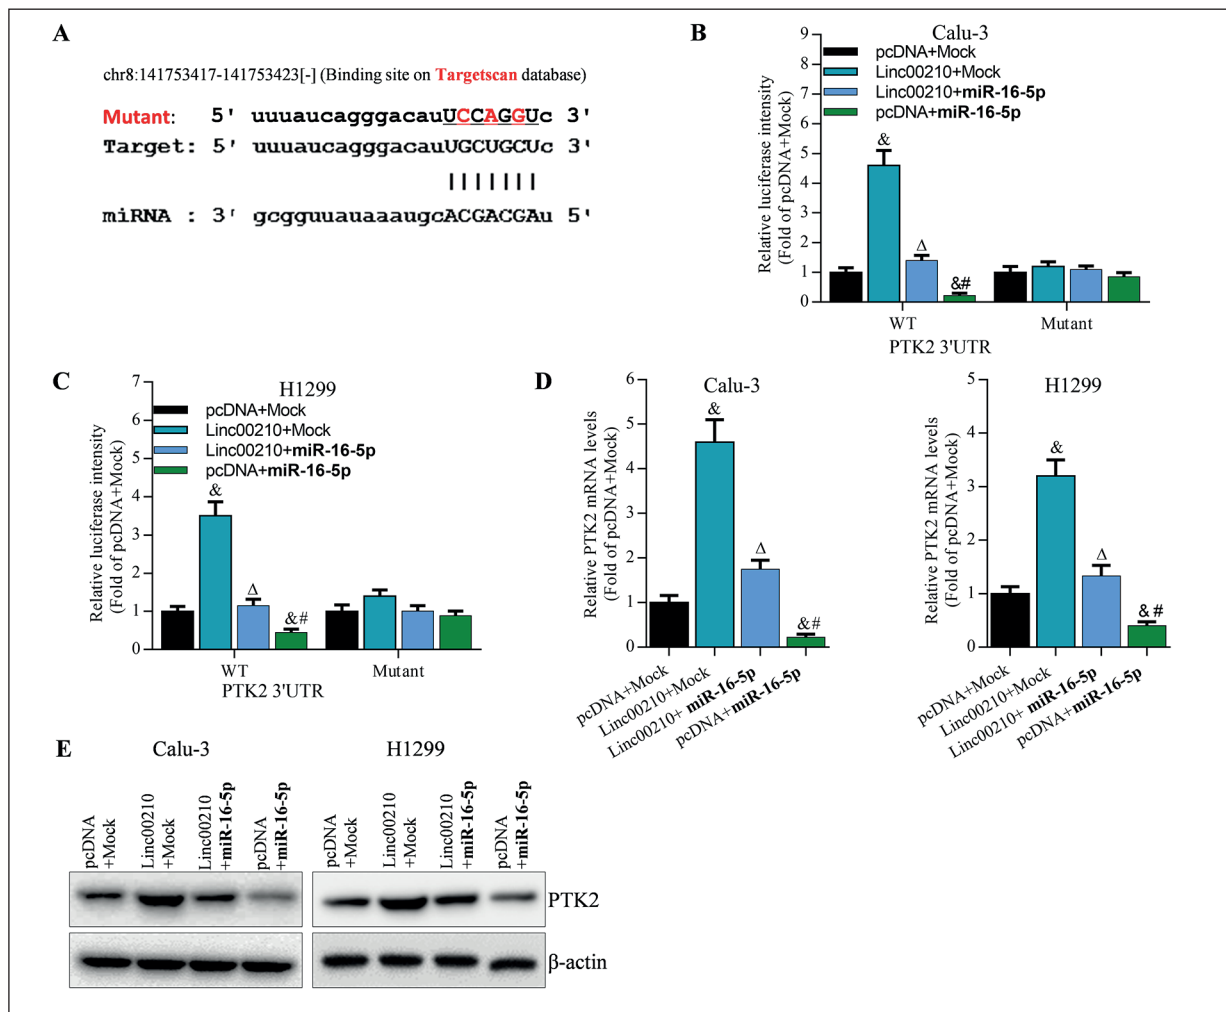 A
chr8:141753417-141753423[-] (Binding site on Targetscan database)
Mutant: 5' uuuaucagggacauUCCAGGUc 3'
Target: 5' uuuaucagggacauUGCUGCUc 3'
miRNA : 3' gcgguuauaaaugcACGACGAu 5'
B
Calu-3
pcDNA+Mock
Linc00210+Mock
Linc00210+miR-16-5p
pcDNA+miR-16-5p
Relative luciferase intensity
(Fold of pcDNA+Mock)
9
8
7
6
5
4
3
2
1
0
&
Δ
&#
WT
Mutant
PTK2 3'UTR
C
H1299
pcDNA+Mock
Linc00210+Mock
Linc00210+miR-16-5p
pcDNA+miR-16-5p
Relative luciferase intensity
(Fold of pcDNA+Mock)
7
6
5
4
3
2
1
0
&
Δ
&#
WT
Mutant
PTK2 3'UTR
D
Calu-3
Relative PTK2 mRNA levels
(Fold of pcDNA+Mock)
6
5
4
3
2
1
0
&
Δ
&#
pcDNA+Mock
Linc00210+Mock
Linc00210+ miR-16-5p
pcDNA+miR-16-5p
H1299
Relative PTK2 mRNA levels
(Fold of pcDNA+Mock)
5
4
3
2
1
0
&
Δ
&#
pcDNA+Mock
Linc00210+Mock
Linc00210+ miR-16-5p
pcDNA+miR-16-5p
E
Calu-3
H1299
pcDNA
+Mock
Linc00210
+Mock
Linc00210
+miR-16-5p
pcDNA
+miR-16-5p
pcDNA
+Mock
Linc00210
+Mock
Linc00210
+miR-16-5p
pcDNA
+miR-16-5p
PTK2
β-actin